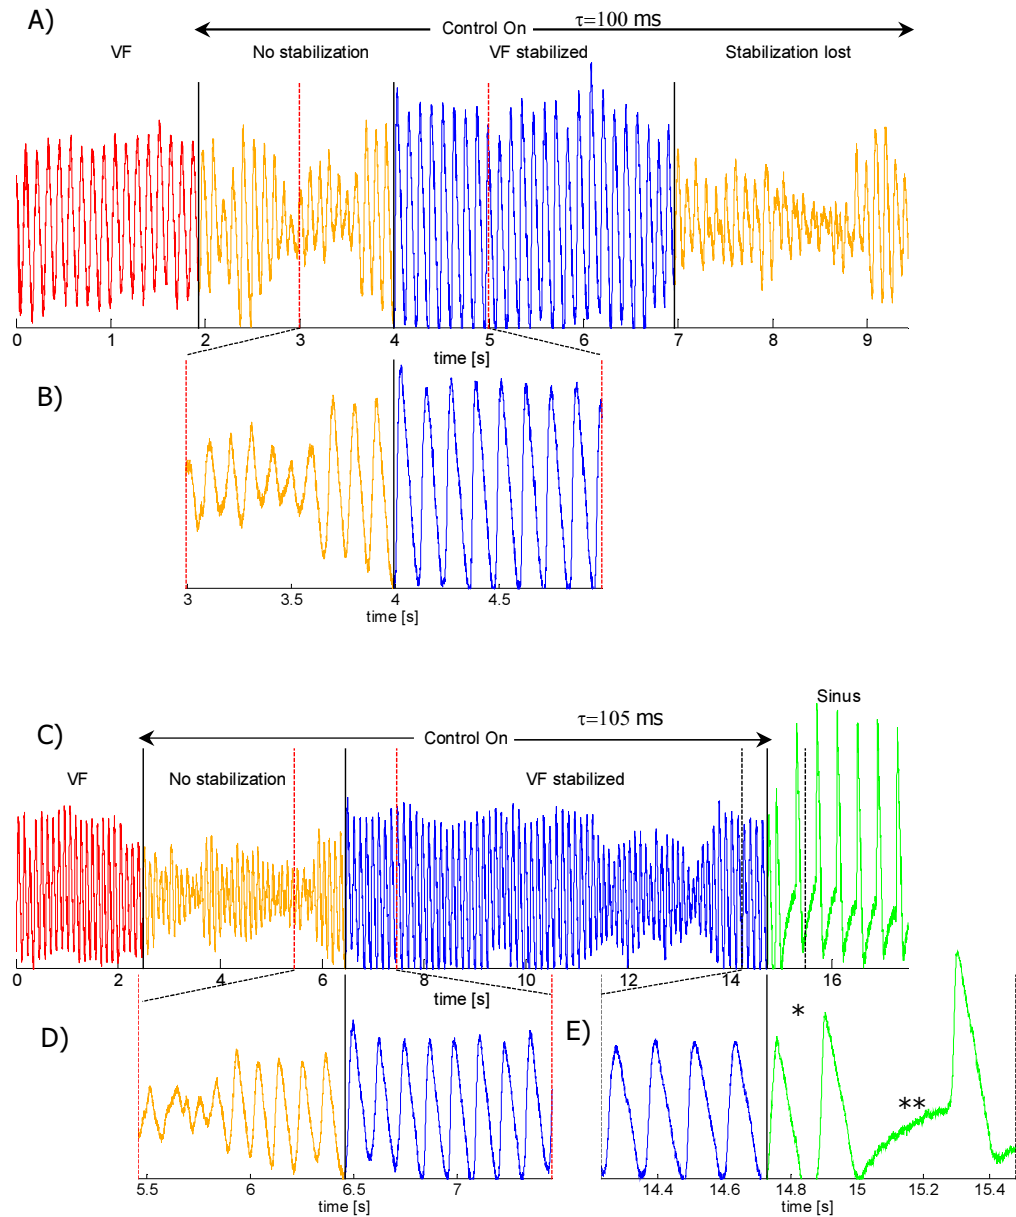 A)
τ=100 ms
Control On
VF
No stabilization
VF stabilized
Stabilization lost
0 1 2 3 4 5 6 7 8 9
time [s]
B)
3 3.5 4 4.5
time [s]
Sinus
C)
τ=105 ms
Control On
VF
No stabilization
VF stabilized
0 2 4 6 8 10 12 14 16
time [s]
D)
E)
*
**
5.5 6 6.5 7
14.4 14.6 14.8 15 15.2 15.4
time [s]
time [s]